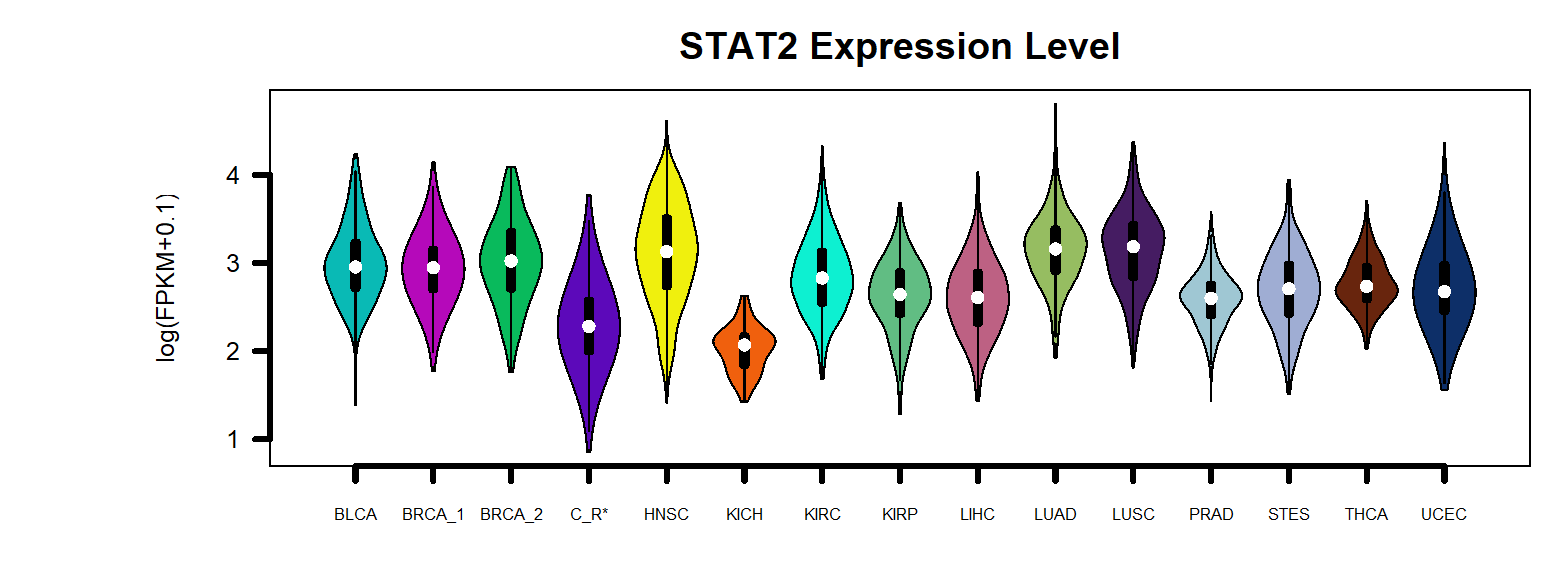 STAT2 Expression Level
log(FPKM+0.1)
4
3
2
1
BLCA BRCA_1 BRCA_2 C_R* HNSC KICH KIRC KIRP LIHC LUAD LUSC PRAD STES THCA UCEC